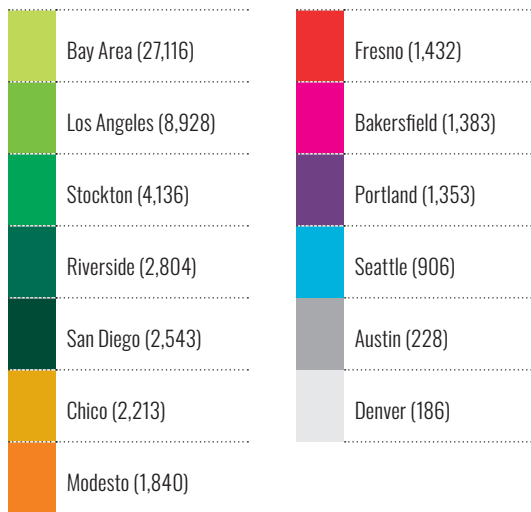 Bay Area (27,116)
Los Angeles (8,928)
Stockton (4,136)
Riverside (2,804)
San Diego (2,543)
Chico (2,213)
Modesto (1,840)
Fresno (1,432)
Bakersfield (1,383)
Portland (1,353)
Seattle (906)
Austin (228)
Denver (186)